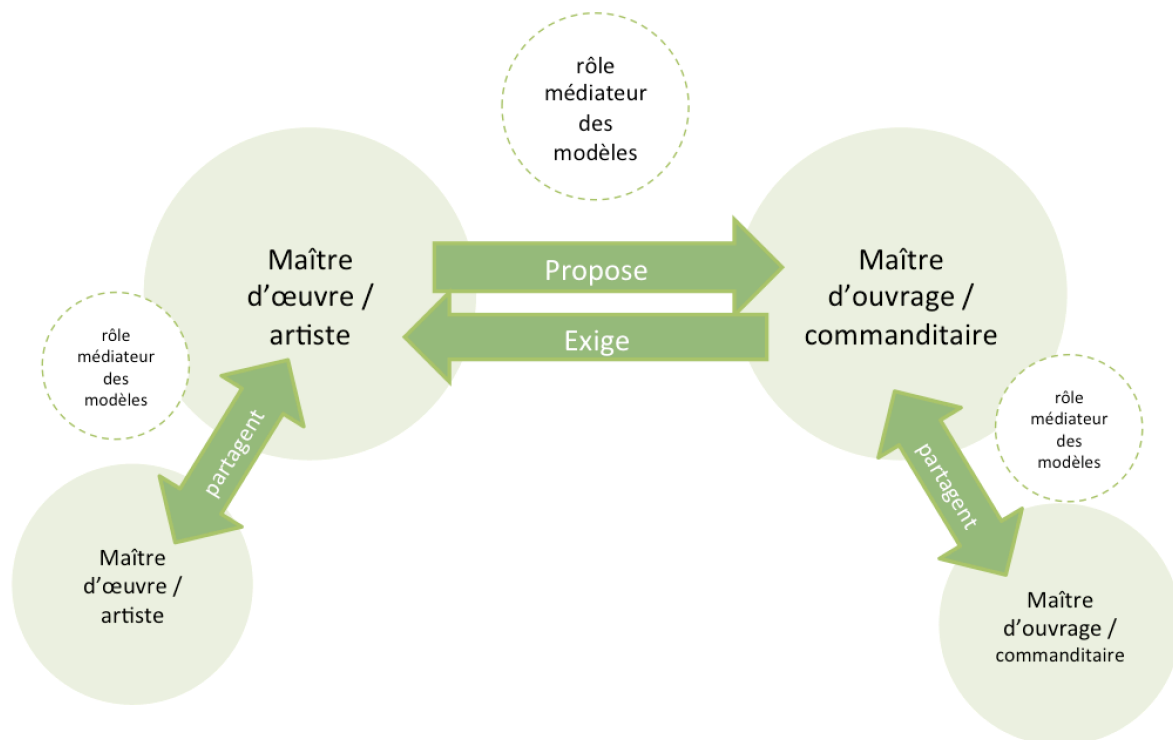 rôle
médiateur
des
modèles
Maître
d'œuvre /
artiste
Propose
Exige
Maître
d'ouvrage /
commanditaire
rôle
médiateur
des
modèles
partagent
rôle
médiateur
des
modèles
partagent
Maître
d'œuvre /
artiste
Maître
d'ouvrage /
commanditaire